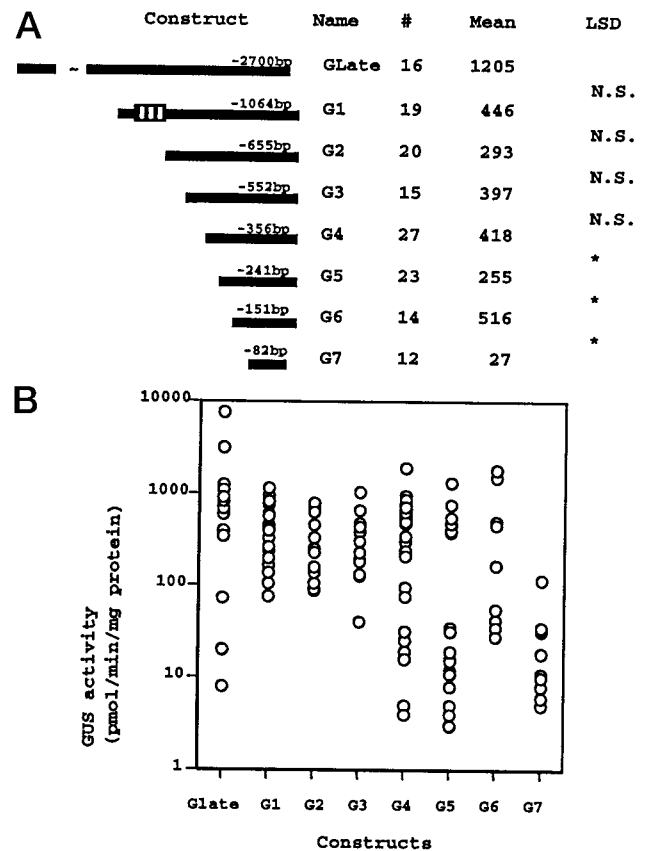 A
Construct Name # Mean LSD
-2700bp GLate 16 1205
N.S.
-1064bp G1 19 446
N.S.
-655bp G2 20 293
N.S.
-552bp G3 15 397
N.S.
-356bp G4 27 418
*
-241bp G5 23 255
*
-151bp G6 14 516
*
-82bp G7 12 27
~
B
10000
1000
100
10
1
GUS activity
(pmol/min/mg protein)
Glate G1 G2 G3 G4 G5 G6 G7
Constructs